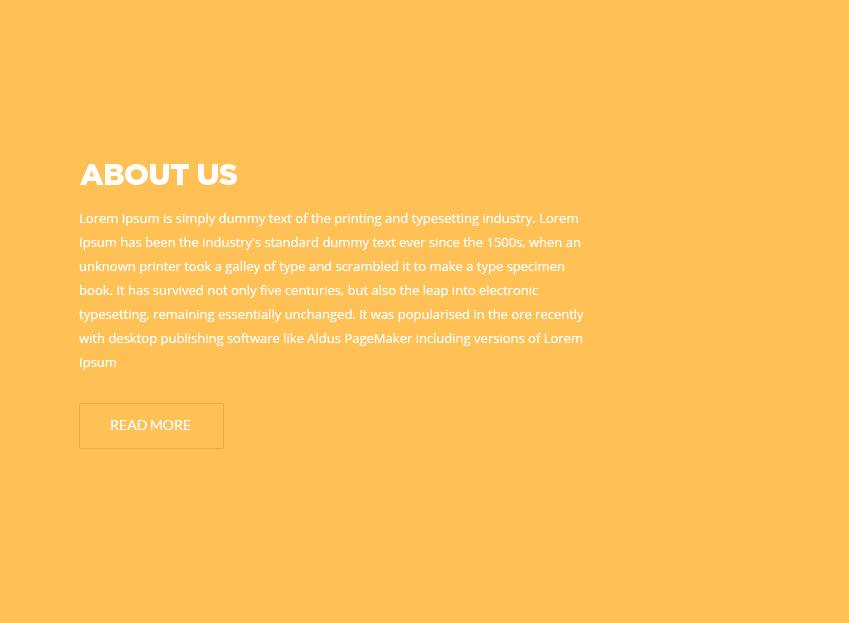 ABOUT US
Lorem Ipsum is simply dummy text of the printing and typesetting industry. Lorem
Ipsum has been the industry's standard dummy text ever since the 1500s, when an
unknown printer took a galley of type and scrambled it to make a type specimen
book. It has survived not only five centuries, but also the leap into electronic
typesetting, remaining essentially unchanged. It was popularised in the ore recently
with desktop publishing software like Aldus PageMaker including versions of Lorem
Ipsum
READ MORE